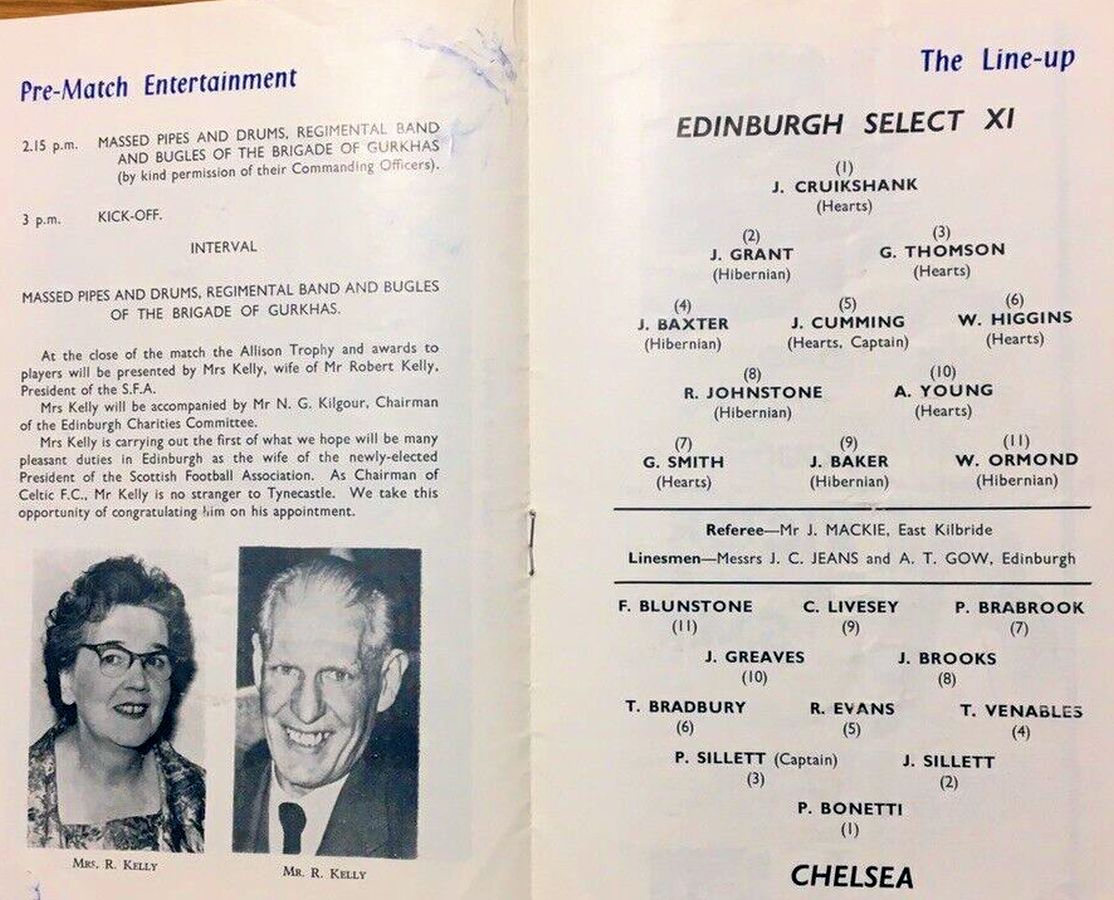 Pre-Match Entertainment
2.15 p.m. MASSED PIPES AND DRUMS, REGIMENTAL BAND
AND BUGLES OF THE BRIGADE OF GURKHAS
(by kind permission of their Commanding Officers).
3 p.m. KICK-OFF.
INTERVAL
MASSED PIPES AND DRUMS, REGIMENTAL BAND AND BUGLES
OF THE BRIGADE OF GURKHAS.
At the close of the match the Allison Trophy and awards to
players will be presented by Mrs Kelly, wife of Mr Robert Kelly,
President of the S.F.A.
Mrs Kelly will be accompanied by Mr N. G. Kilgour, Chairman
of the Edinburgh Charities Committee.
Mrs Kelly is carrying out the first of what we hope will be many
pleasant duties in Edinburgh as the wife of the newly-elected
President of the Scottish Football Association. As Chairman of
Celtic F.C., Mr Kelly is no stranger to Tynecastle. We take this
opportunity of congratulating him on his appointment.
MRS. R. KELLY
MR. R. KELLY
The Line-up
EDINBURGH SELECT XI
(1)
J. CRUIKSHANK
(Hearts)
(2) (3)
J. GRANT G. THOMSON
(Hibernian) (Hearts)
(4) (5) (6)
J. BAXTER J. CUMMING W. HIGGINS
(Hibernian) (Hearts, Captain) (Hearts)
(8) (10)
R. JOHNSTONE A. YOUNG
(Hibernian) (Hearts)
(7) (9) (11)
G. SMITH J. BAKER W. ORMOND
(Hearts) (Hibernian) (Hibernian)
Referee—Mr J. MACKIE, East Kilbride
Linesmen—Messrs J. C. JEANS and A. T. GOW, Edinburgh
F. BLUNSTONE C. LIVESEY P. BRABROOK
(11) (9) (7)
J. GREAVES J. BROOKS
(10) (8)
T. BRADBURY R. EVANS T. VENABLES
(6) (5) (4)
P. SILLETT (Captain) J. SILLETT
(3) (2)
P. BONETTI
(1)
CHELSEA